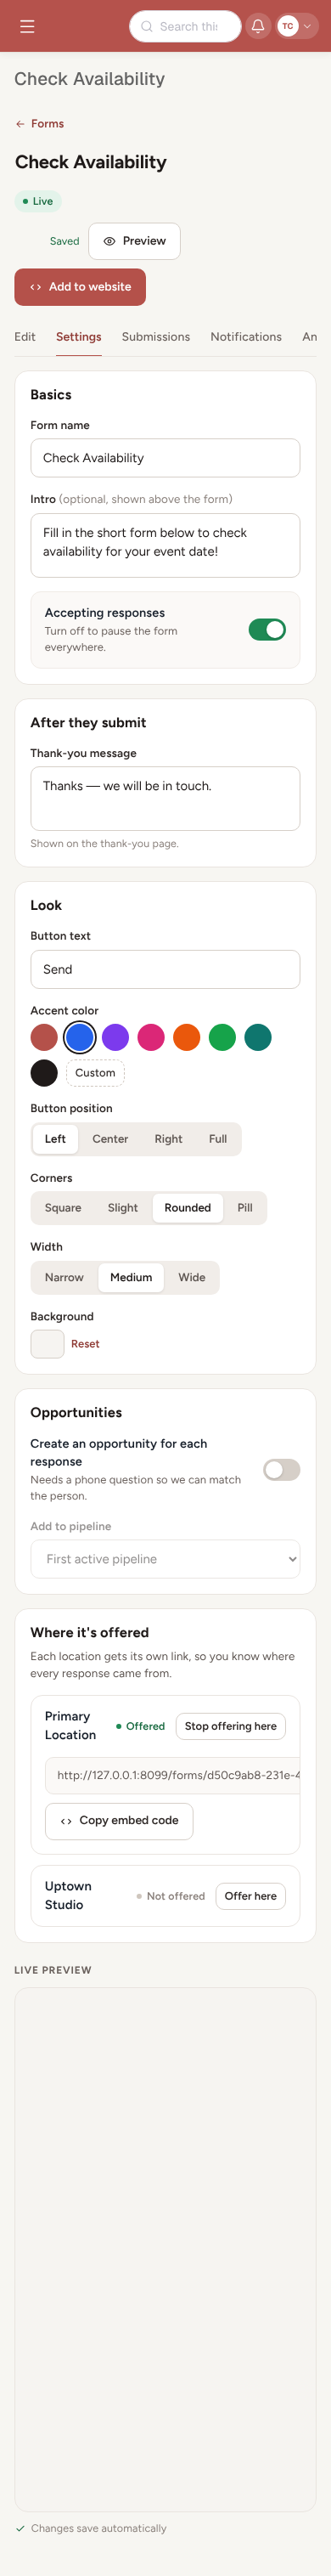 Search this
TC
Check Availability
← Forms
Check Availability
Live
Saved
Preview
Add to website
Edit Settings Submissions Notifications An
Basics
Form name
Check Availability
Intro (optional, shown above the form)
Fill in the short form below to check
availability for your event date!
Accepting responses
Turn off to pause the form
everywhere.
After they submit
Thank-you message
Thanks — we will be in touch.
Shown on the thank-you page.
Look
Button text
Send
Accent color
Custom
Button position
Left Center Right Full
Corners
Square Slight Rounded Pill
Width
Narrow Medium Wide
Background
Reset
Opportunities
Create an opportunity for each
response
Needs a phone question so we can match
the person.
Add to pipeline
First active pipeline
Where it's offered
Each location gets its own link, so you know where
every response came from.
Primary
Location
Offered
Stop offering here
http://127.0.0.1:8099/forms/d50c9ab8-231e-4
Copy embed code
Uptown
Studio
Not offered
Offer here
LIVE PREVIEW
Changes save automatically